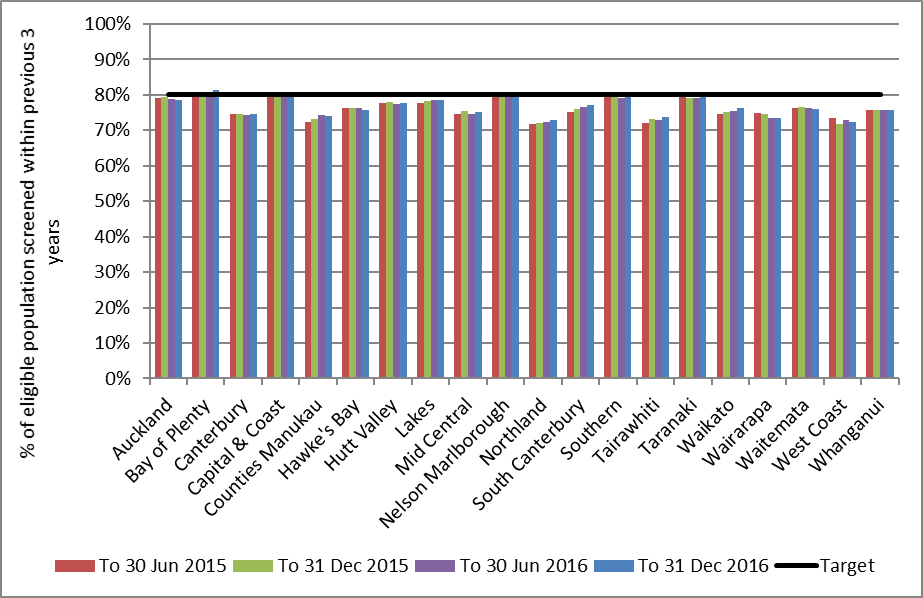 % of eligible population screened within previous 3
years
100%
90%
80%
70%
60%
50%
40%
30%
20%
10%
0%
Auckland
Bay of Plenty
Canterbury
Capital & Coast
Counties Manukau
Hawke's Bay
Hutt Valley
Lakes
Mid Central
Nelson Marlborough
Northland
South Canterbury
Southern
Tairawhiti
Taranaki
Waikato
Wairarapa
Waitemata
West Coast
Whanganui
To 30 Jun 2015 To 31 Dec 2015 To 30 Jun 2016 To 31 Dec 2016 Target